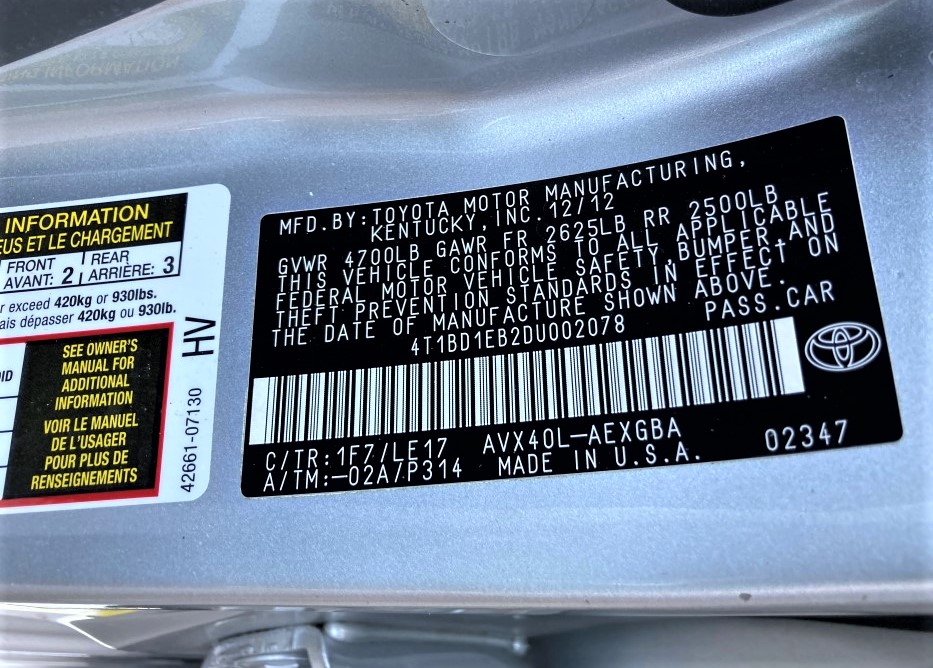 INFORMATION
EUS ET LE CHARGEMENT
FRONT
AVANT: 2
REAR
ARRIÈRE: 3
r exceed 420kg or 930lbs.
ais dépasser 420kg ou 930lb.
SEE OWNER'S
MANUAL FOR
ADDITIONAL
INFORMATION
VOIR LE MANUEL
DE L'USAGER
POUR PLUS DE
RENSEIGNEMENTS
HV
42661-07130
MFD.BY:TOYOTA MOTOR MANUFACTURING,
KENTUCKY,INC.12/12
GVWR 4700LB GAWR FR 2625LB RR 2500LB
THIS VEHICLE CONFORMS TO ALL APPLICABLE
FEDERAL MOTOR VEHICLE SAFETY,BUMPER,AND
THEFT PREVENTION STANDARDS IN EFFECT ON
THE DATE OF MANUFACTURE SHOWN ABOVE.
4T1BD1EB2DU002078 PASS.CAR
C/TR:1F7/LE17 AVX40L-AEXGBA
A/TM:-02A/P314 MADE IN U.S.A. 02347